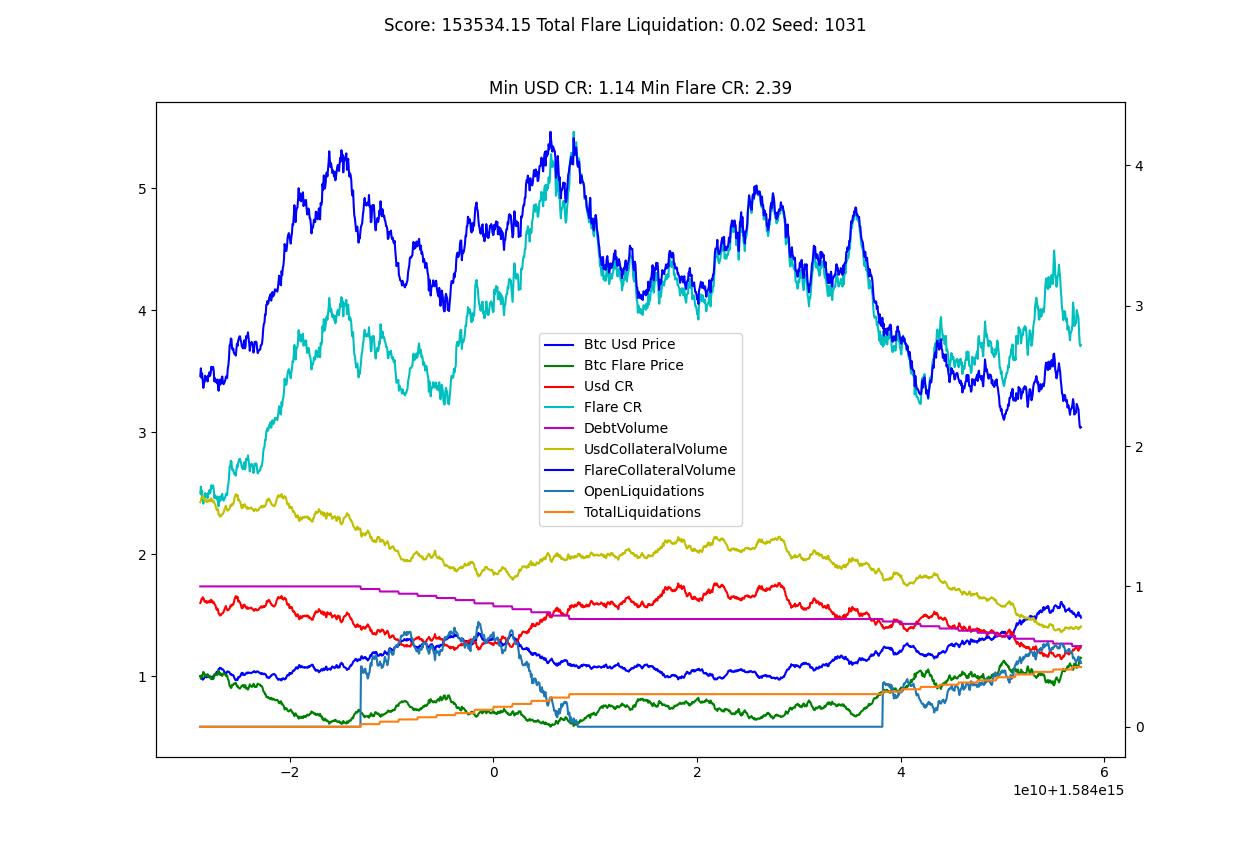 Score: 153534.15 Total Flare Liquidation: 0.02 Seed: 1031
Min USD CR: 1.14 Min Flare CR: 2.39
5
4
3
2
1
4
3
2
1
0
Btc Usd Price
Btc Flare Price
Usd CR
Flare CR
DebtVolume
UsdCollateralVolume
FlareCollateralVolume
OpenLiquidations
TotalLiquidations
−2
0
2
4
6
1e10+1.584e15